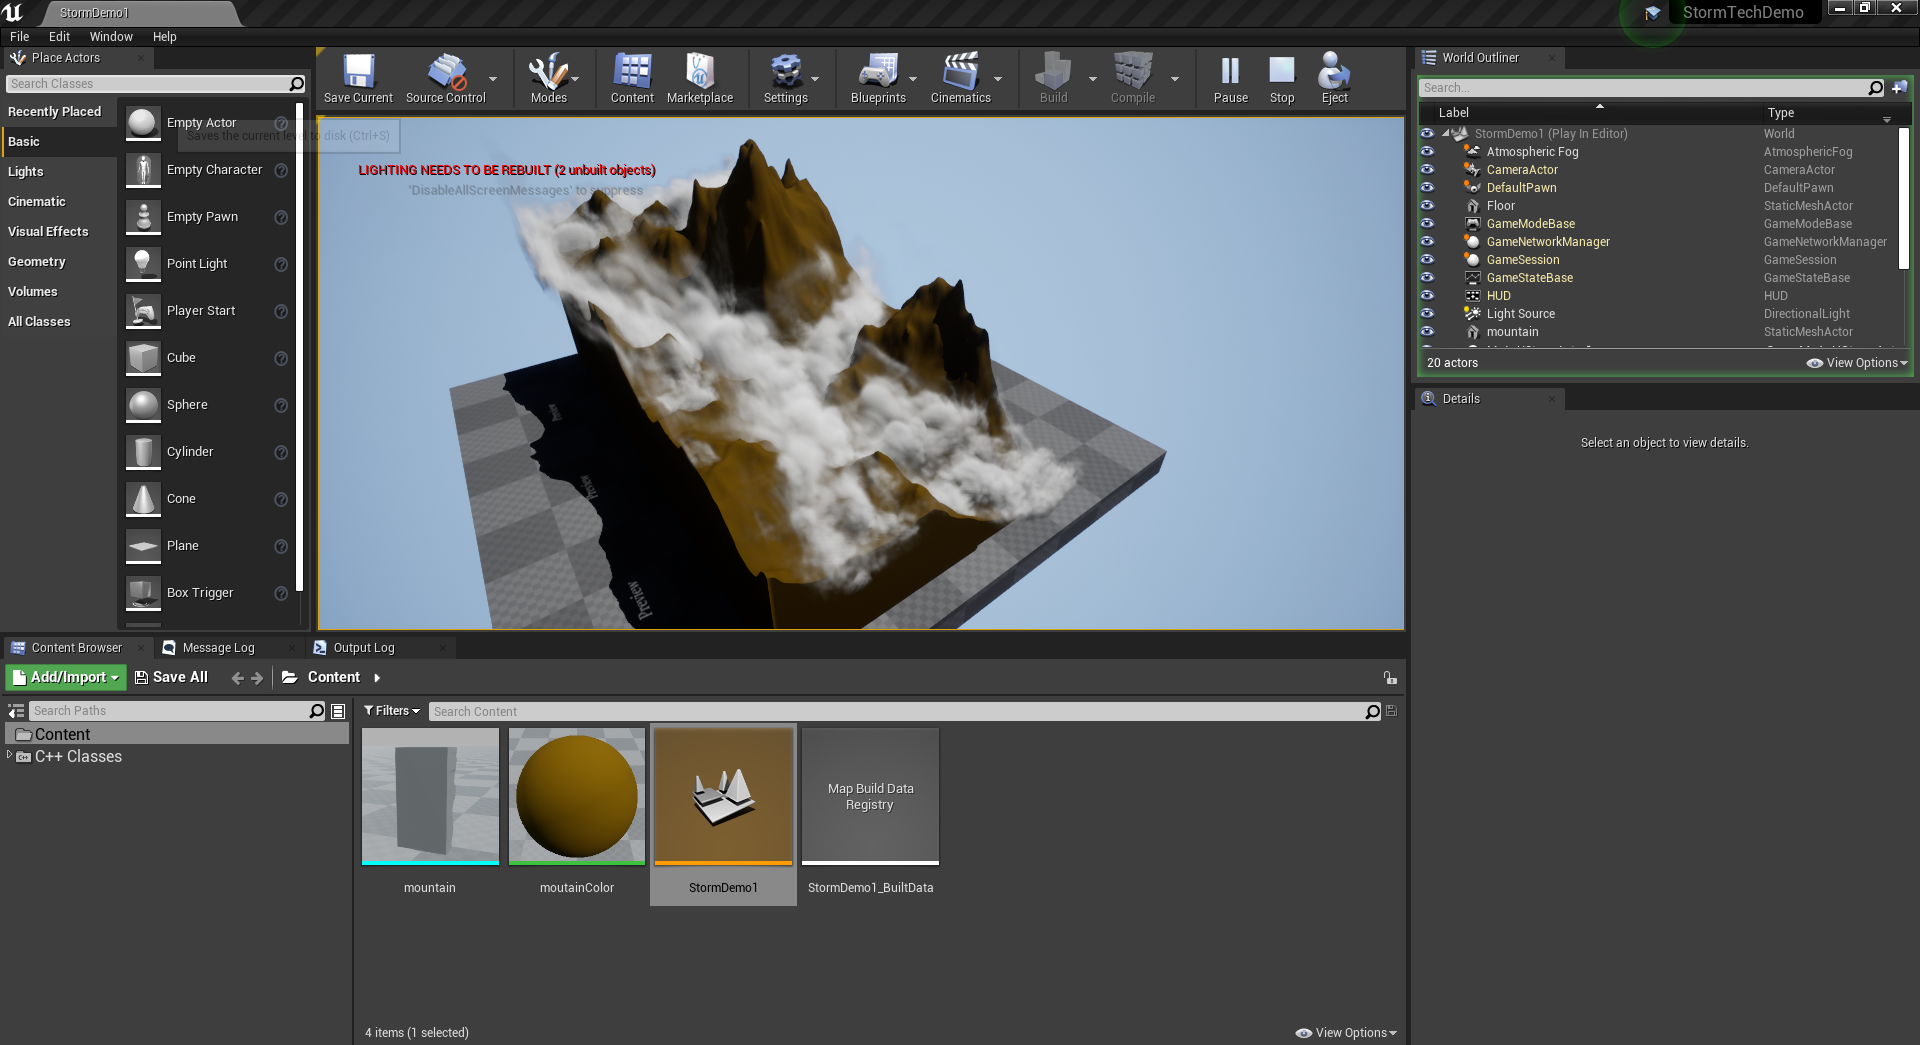 StormDemo1
StormTechDemo
File Edit Window Help
Place Actors
Search Classes
Recently Placed
Basic
Lights
Cinematic
Visual Effects
Geometry
Volumes
All Classes
Empty Actor
Empty Character
Empty Pawn
Point Light
Player Start
Cube
Sphere
Cylinder
Cone
Plane
Box Trigger
Saves the current level to disk (Ctrl+S)
Save Current
Source Control
Modes
Content
Marketplace
Settings
Blueprints
Cinematics
Build
Compile
Pause
Stop
Eject
LIGHTING NEEDS TO BE REBUILT (2 unbuilt objects)
'DisableAllScreenMessages' to suppress
Preview
Preview
Preview
World Outliner
Search...
Label Type
StormDemo1 (Play In Editor) World
Atmospheric Fog AtmosphericFog
CameraActor CameraActor
DefaultPawn DefaultPawn
Floor StaticMeshActor
GameModeBase GameModeBase
GameNetworkManager GameNetworkManager
GameSession GameSession
GameStateBase GameStateBase
HUD HUD
Light Source DirectionalLight
mountain StaticMeshActor
20 actors
View Options
Details
Select an object to view details.
Content Browser
Message Log
Output Log
Add/Import
Save All
Content
Search Paths
Content
C++ Classes
Filters
Search Content
mountain
moutainColor
StormDemo1
Map Build Data
Registry
StormDemo1_BuiltData
4 items (1 selected)
View Options